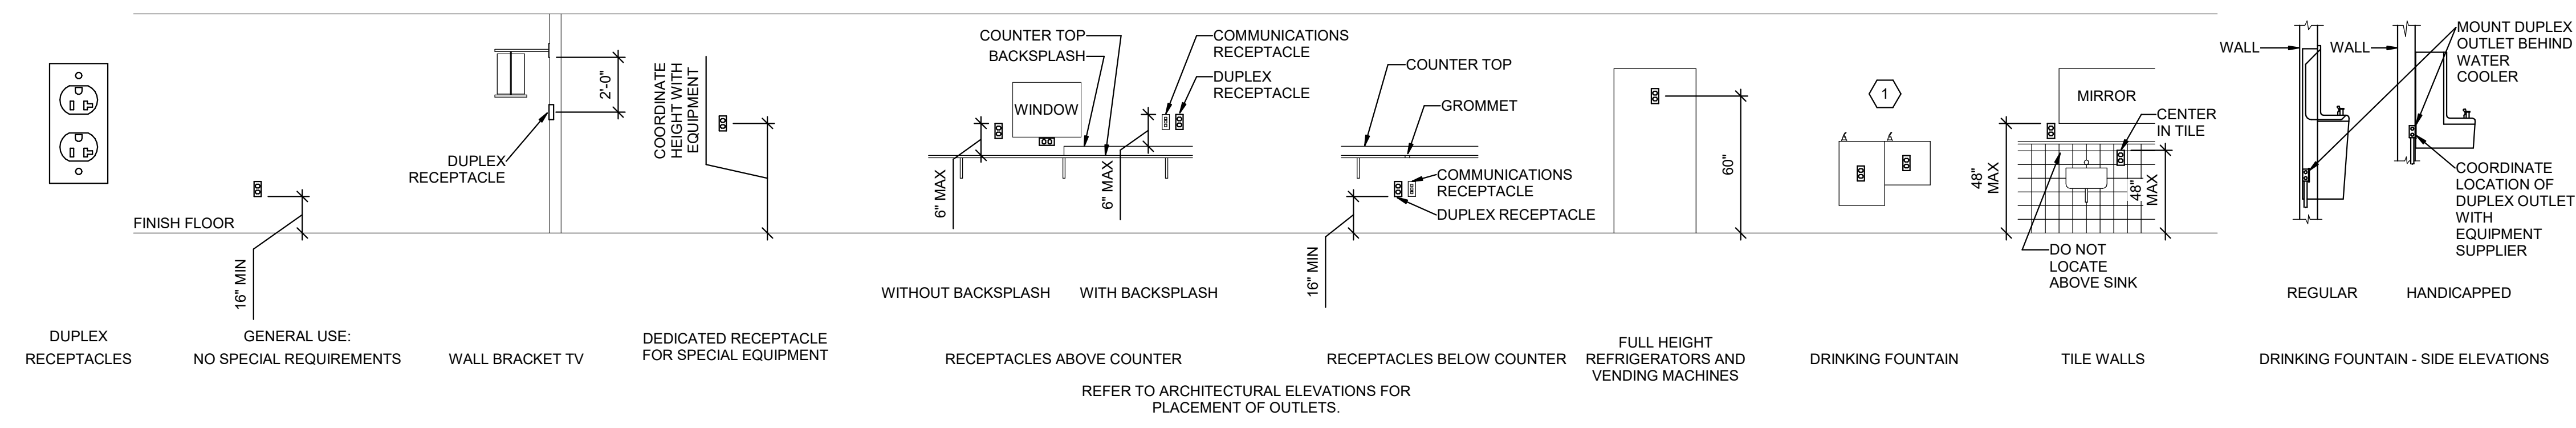 DUPLEX
RECEPTACLES
FINISH FLOOR
16" MIN
GENERAL USE:
NO SPECIAL REQUIREMENTS
2'-0"
DUPLEX
RECEPTACLE
WALL BRACKET TV
COORDINATE
HEIGHT WITH
EQUIPMENT
DEDICATED RECEPTACLE
FOR SPECIAL EQUIPMENT
COUNTER TOP
BACKSPLASH
WINDOW
COMMUNICATIONS
RECEPTACLE
DUPLEX
RECEPTACLE
6" MAX
6" MAX
WITHOUT BACKSPLASH
WITH BACKSPLASH
RECEPTACLES ABOVE COUNTER
COUNTER TOP
GROMMET
COMMUNICATIONS
RECEPTACLE
DUPLEX RECEPTACLE
16" MIN
RECEPTACLES BELOW COUNTER
REFER TO ARCHITECTURAL ELEVATIONS FOR
PLACEMENT OF OUTLETS.
60"
FULL HEIGHT
REFRIGERATORS AND
VENDING MACHINES
1
DRINKING FOUNTAIN
MIRROR
CENTER
IN TILE
48"
MAX
48"
MAX
DO NOT
LOCATE
ABOVE SINK
TILE WALLS
WALL
WALL
MOUNT DUPLEX
OUTLET BEHIND
WATER
COOLER
COORDINATE
LOCATION OF
DUPLEX OUTLET
WITH
EQUIPMENT
SUPPLIER
REGULAR
HANDICAPPED
DRINKING FOUNTAIN - SIDE ELEVATIONS